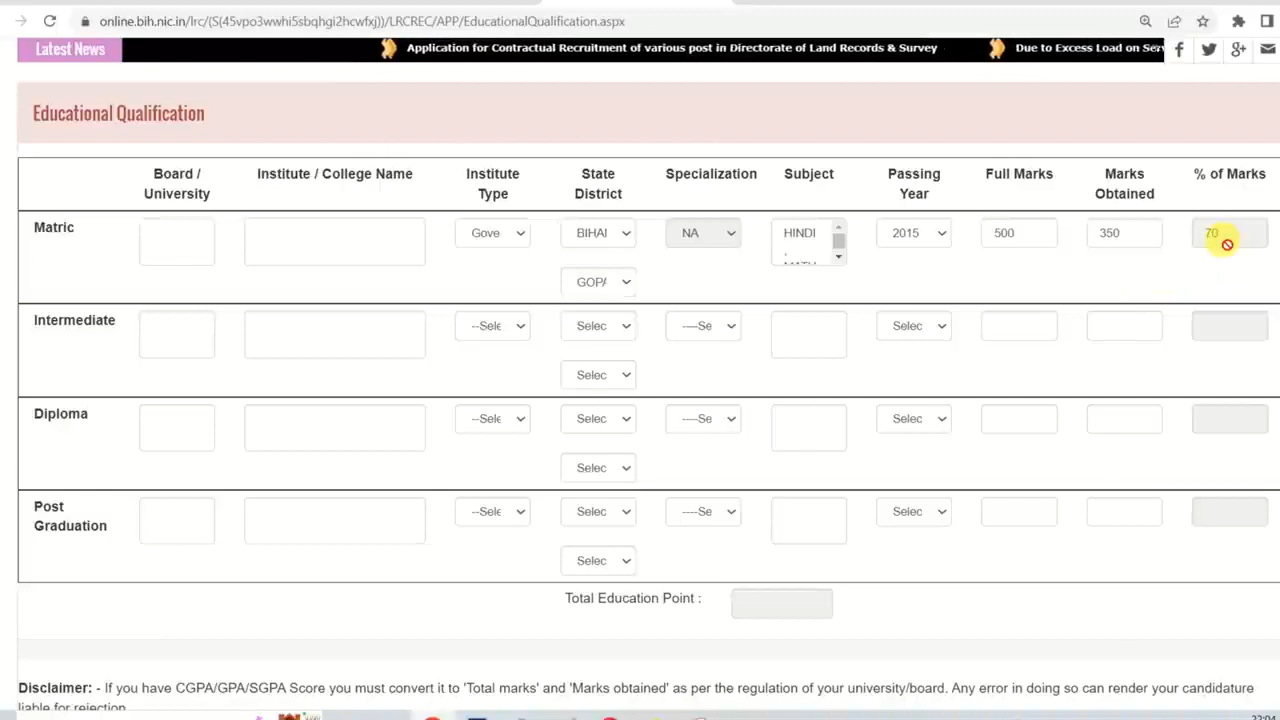 online.bih.nic.in/lrc/(S(45vpo3wwhi5sbqhgi2hcwfxj))/LRCREC/APP/EducationalQualification.aspx
Latest News
Application for Contractual Recruitment of various post in Directorate of Land Records & Survey
Due to Excess Load on Serv
Educational Qualification
Board / University
Institute / College Name
Institute Type
State District
Specialization
Subject
Passing Year
Full Marks
Marks Obtained
% of Marks
Matric
Gove
BIHAI
NA
HINDI
,
2015
500
350
70
GOPA
Intermediate
--Sele
Selec
----Se
Selec
Selec
Diploma
--Sele
Selec
----Se
Selec
Selec
Post Graduation
--Sele
Selec
----Se
Selec
Selec
Total Education Point :
Disclaimer: - If you have CGPA/GPA/SGPA Score you must convert it to 'Total marks' and 'Marks obtained' as per the regulation of your university/board. Any error in doing so can render your candidature
liable for rejection
22:04